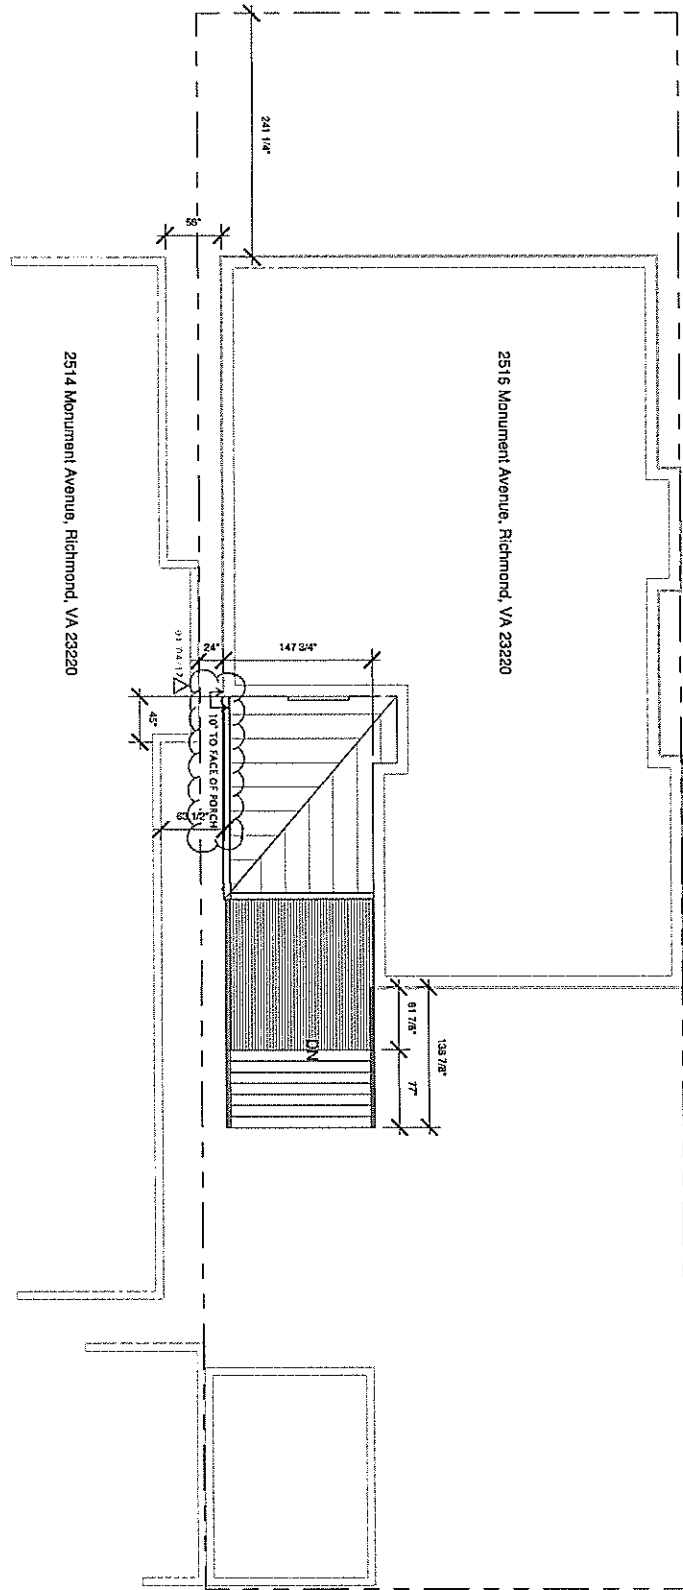 241 1/4"
56"
2514 Monument Avenue, Richmond, VA 23220
2516 Monument Avenue, Richmond, VA 23220
24"
147 3/4"
45"
10" TO FACE OF PORCH
63 1/2"
DN
61 7/8"
138 7/8"
77"